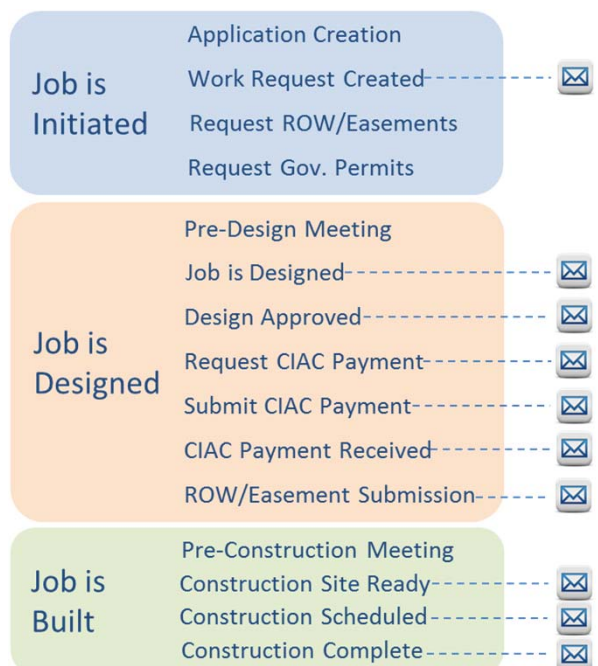 Job is
Initiated
Application Creation
Work Request Created
Request ROW/Easements
Request Gov. Permits
Job is
Designed
Pre-Design Meeting
Job is Designed
Design Approved
Request CIAC Payment
Submit CIAC Payment
CIAC Payment Received
ROW/Easement Submission
Job is
Built
Pre-Construction Meeting
Construction Site Ready
Construction Scheduled
Construction Complete